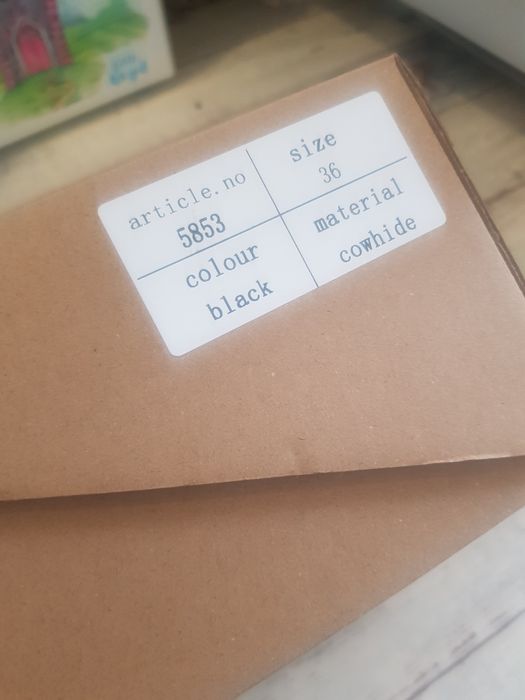 article.no
5853
size
36
colour
black
material
cowhide